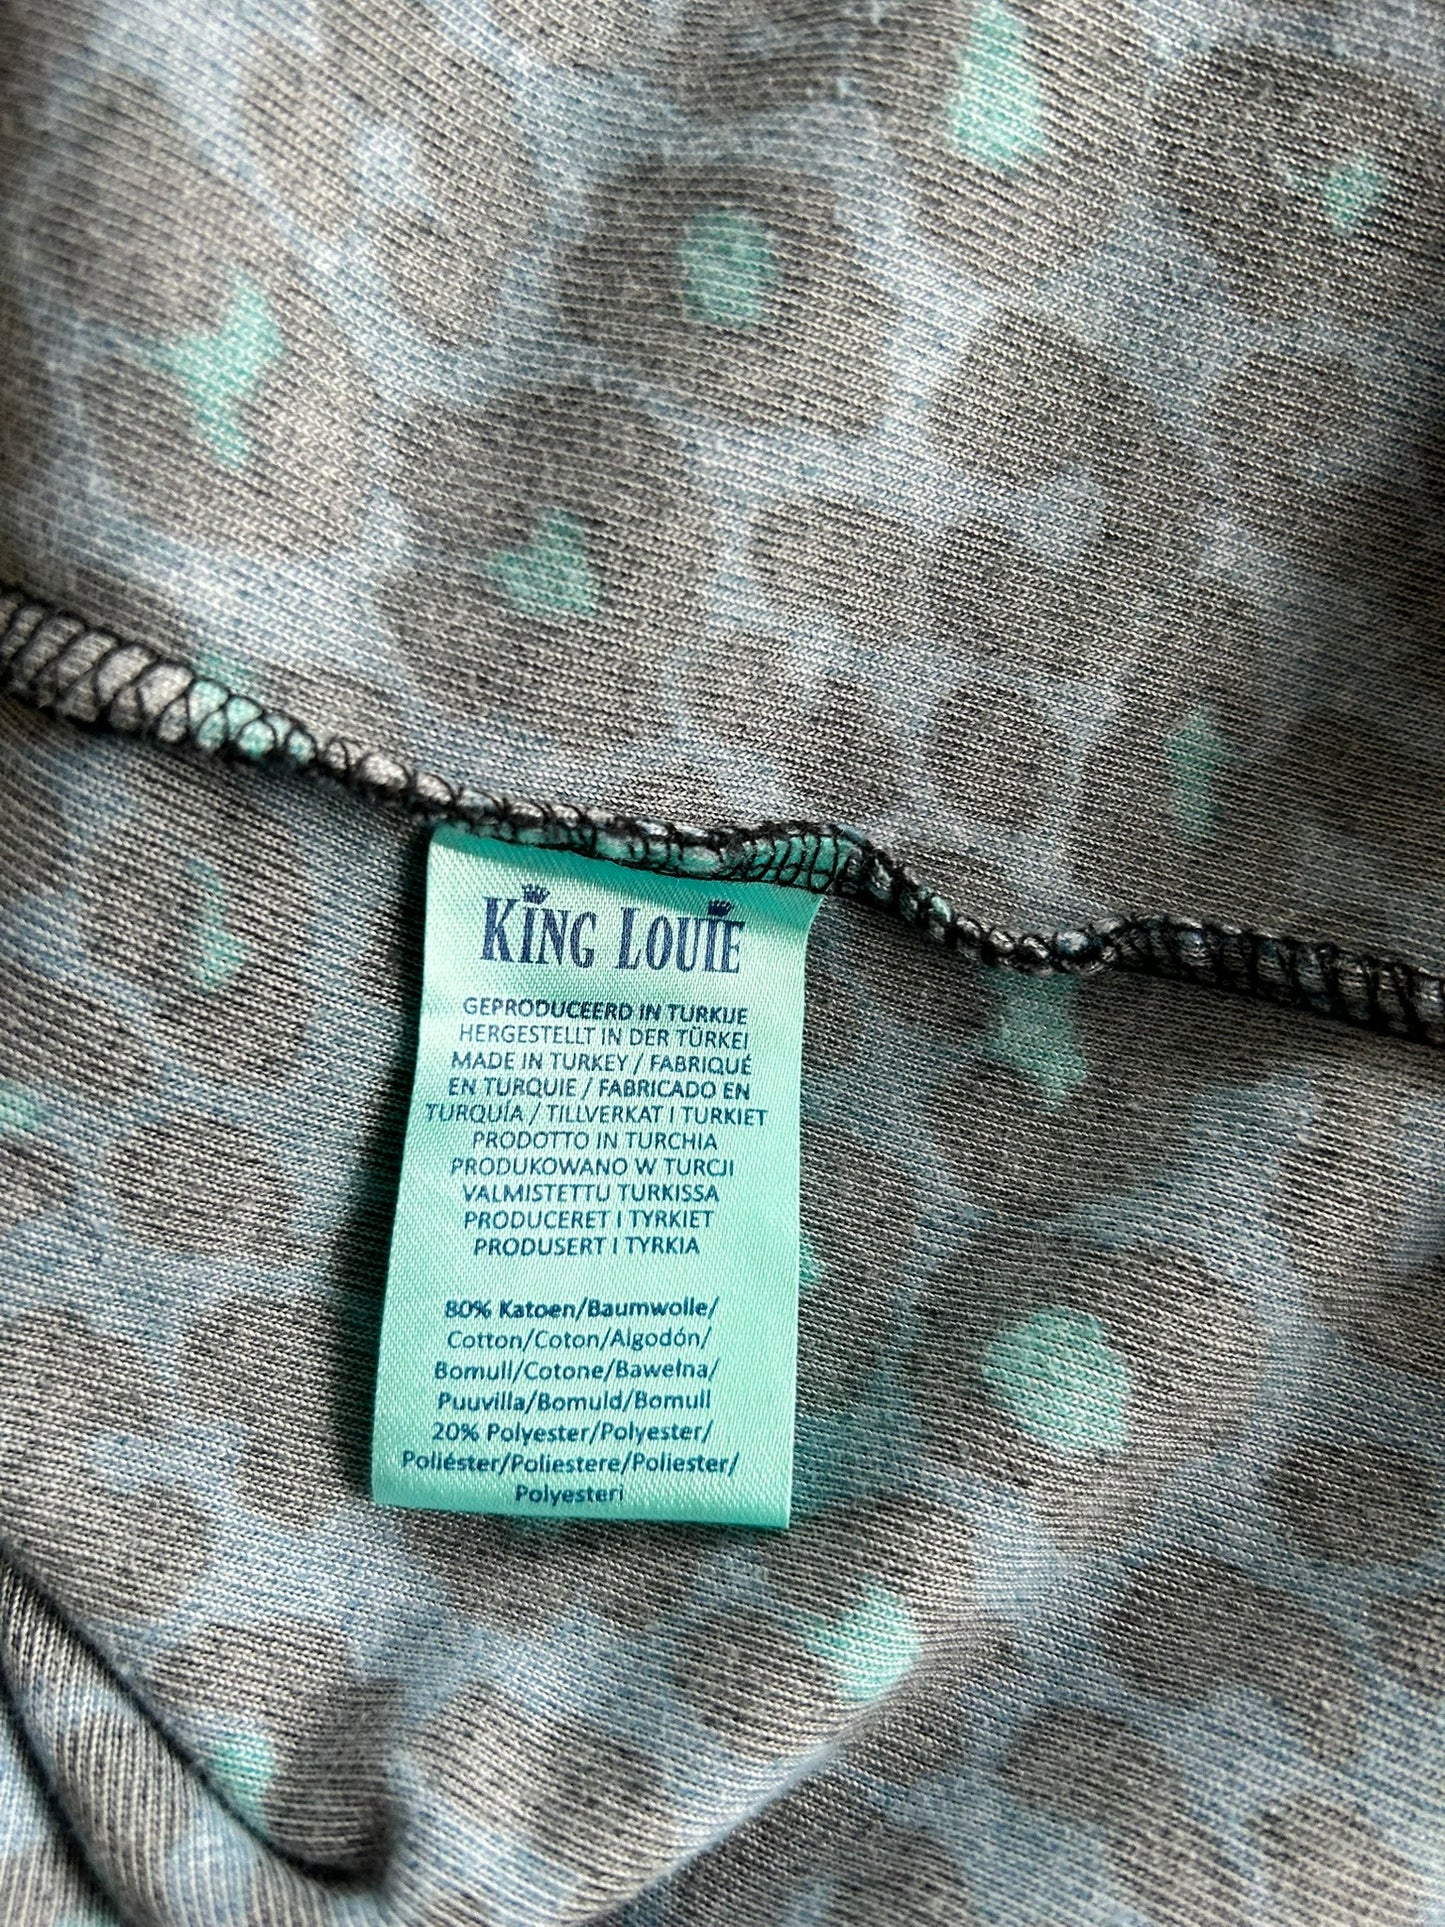 KING LOUIE
GEPRODUCEERD IN TURKIJE
HERGESTELLT IN DER TÜRKEI
MADE IN TURKEY / FABRIQUÉ
EN TURQUIE / FABRICADO EN
TURQUÍA / TILLVERKAT I TURKIET
PRODOTTO IN TURCHIA
PRODUKOWANO W TURCJI
VALMISTETTU TURKISSA
PRODUCERET I TYRKIET
PRODUSERT I TYRKIA
80% Katoen/Baumwolle/
Cotton/Coton/Algodón/
Bomull/Cotone/Bawełna/
Puuvilla/Bomuld/Bomull
20% Polyester/Polyester/
Poliéster/Poliestere/Poliester/
Polyesteri